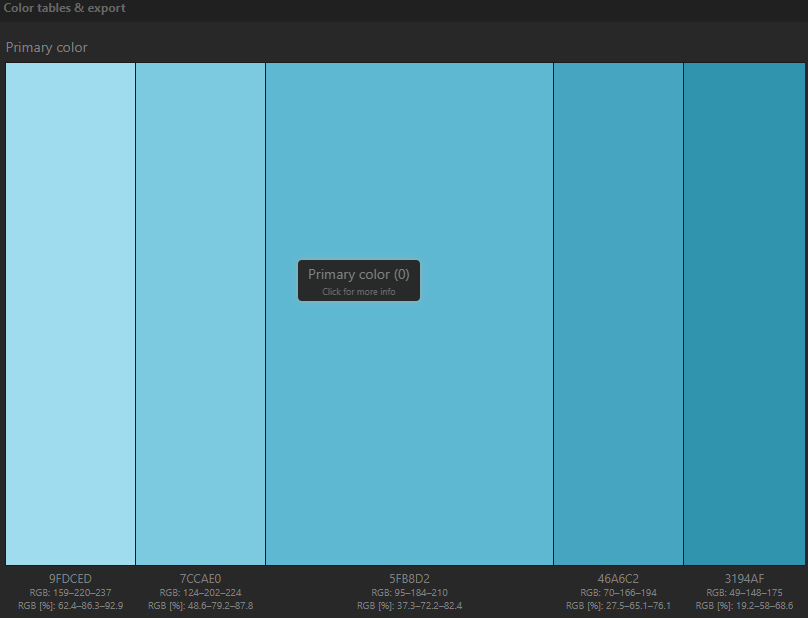 Color tables & export
Primary color
Primary color (0)
Click for more info
9FDCED
RGB: 159–220–237
RGB [%]: 62.4–86.3–92.9
7CCAE0
RGB: 124–202–224
RGB [%]: 48.6–79.2–87.8
5FB8D2
RGB: 95–184–210
RGB [%]: 37.3–72.2–82.4
46A6C2
RGB: 70–166–194
RGB [%]: 27.5–65.1–76.1
3194AF
RGB: 49–148–175
RGB [%]: 19.2–58–68.6